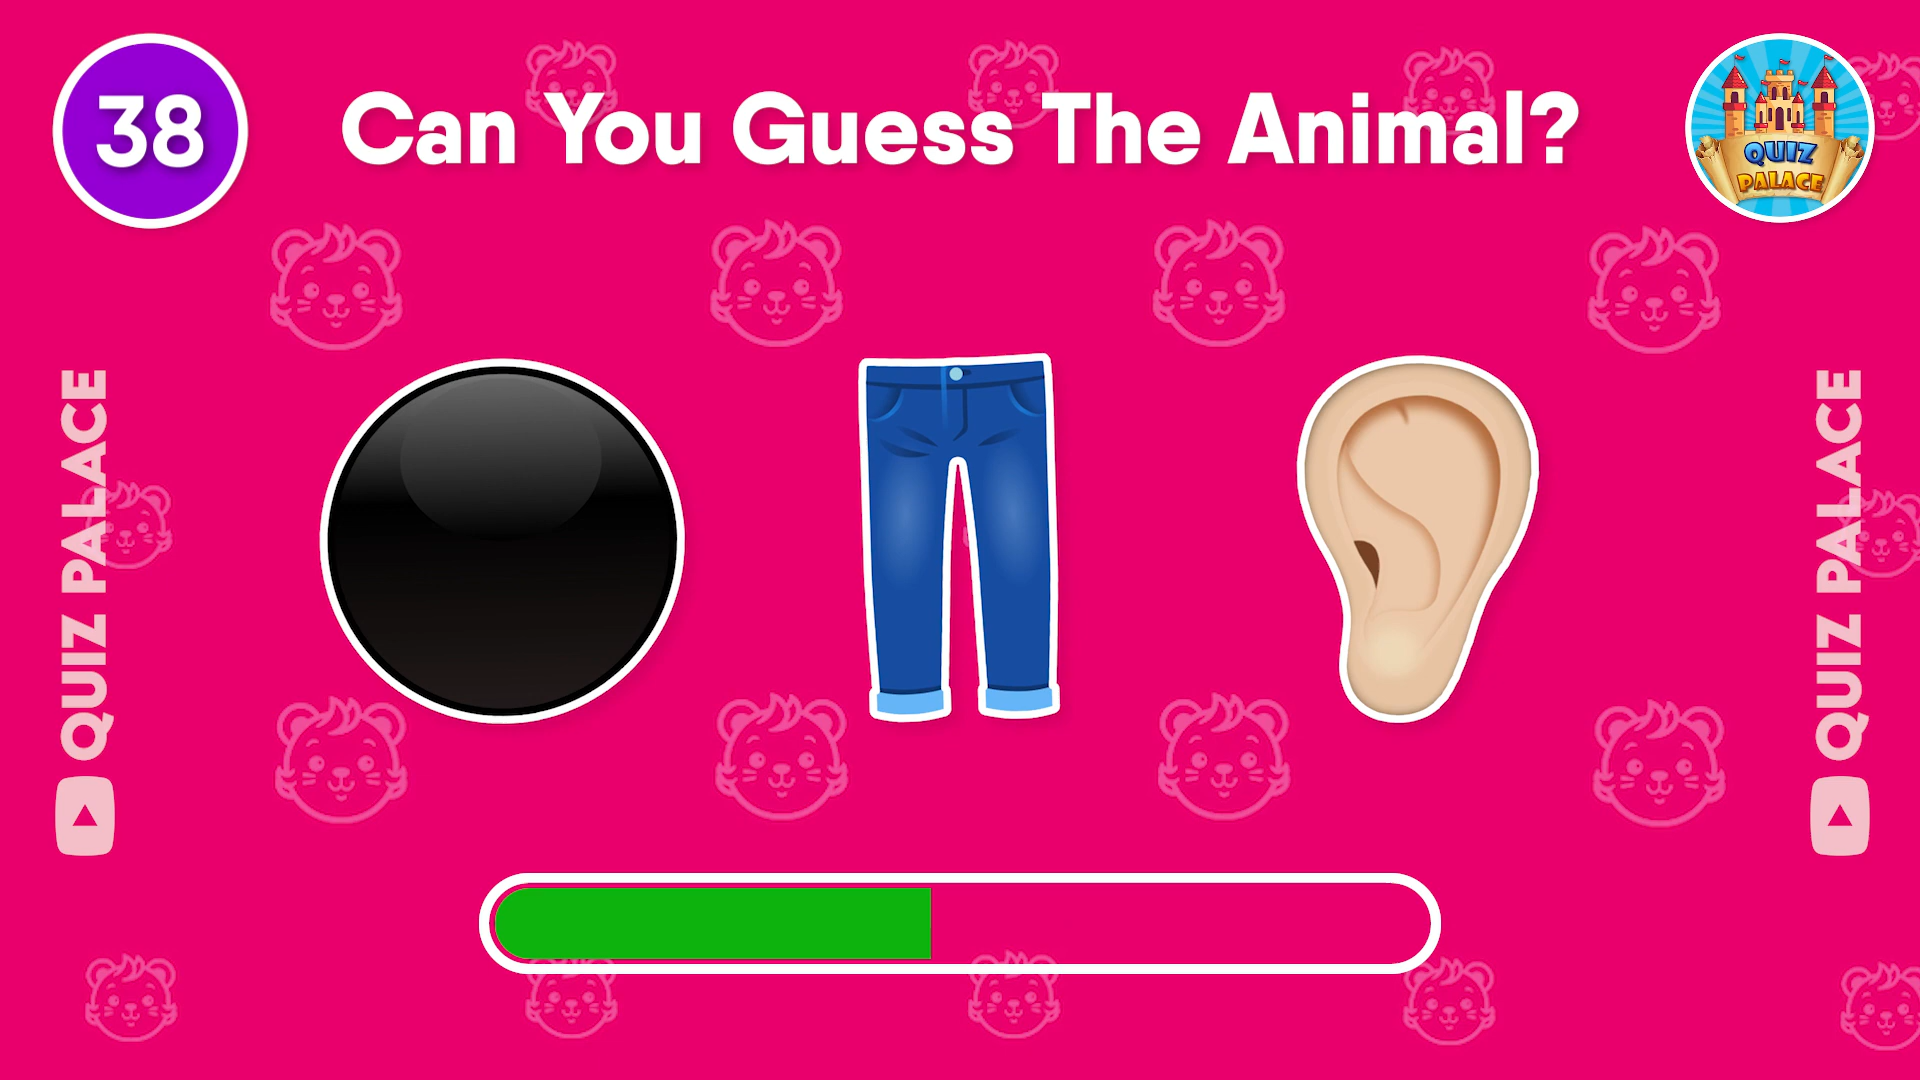 38
Can You Guess The Animal?
QUIZ
PALACE
QUIZ PALACE
QUIZ PALACE